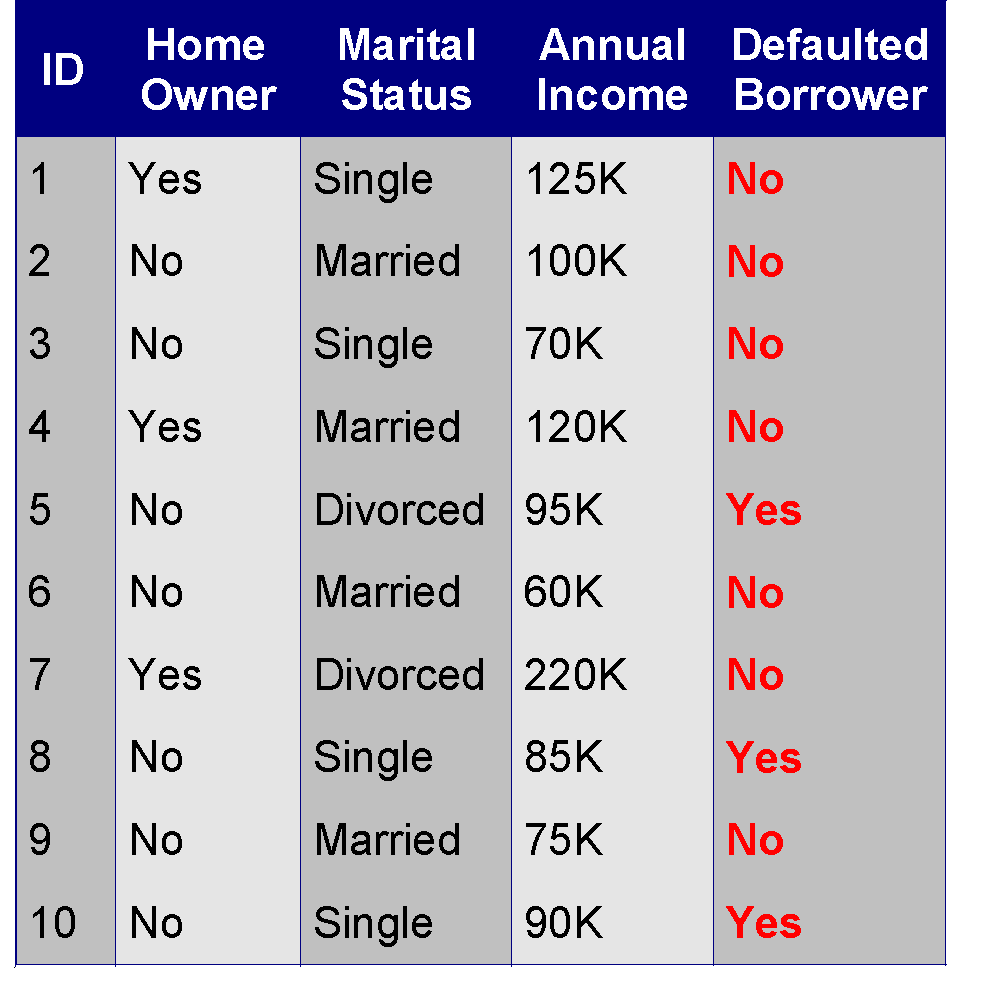 ID Home Owner Marital Status Annual Income Defaulted Borrower
1 Yes Single 125K No
2 No Married 100K No
3 No Single 70K No
4 Yes Married 120K No
5 No Divorced 95K Yes
6 No Married 60K No
7 Yes Divorced 220K No
8 No Single 85K Yes
9 No Married 75K No
10 No Single 90K Yes